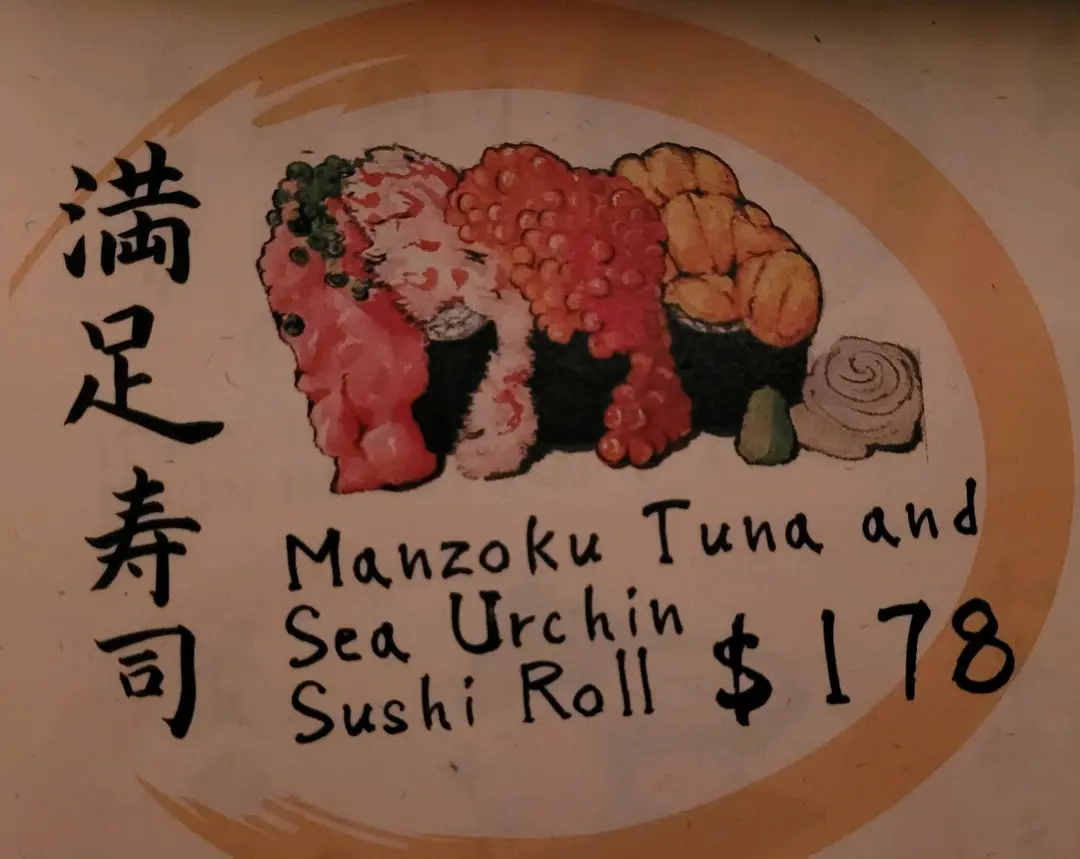 満足寿司
Manzoku Tuna and
Sea Urchin
Sushi Roll $178